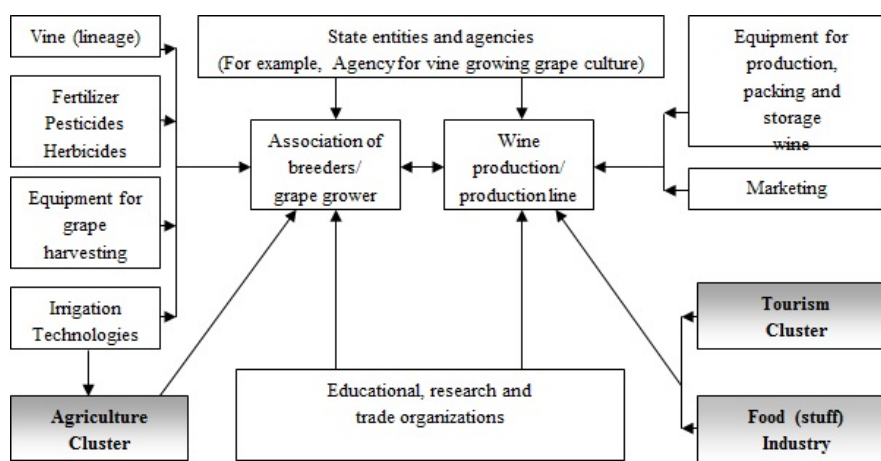 Vine (lineage)
Fertilizer
Pesticides
Herbicides
Equipment for
grape
harvesting
Irrigation
Technologies
Agriculture
Cluster
State entities and agencies
(For example, Agency for vine growing grape culture)
Association of
breeders/
grape grower
Wine
production/
production line
Educational, research and
trade organizations
Equipment for
production,
packing and
storage
wine
Marketing
Tourism
Cluster
Food (stuff)
Industry